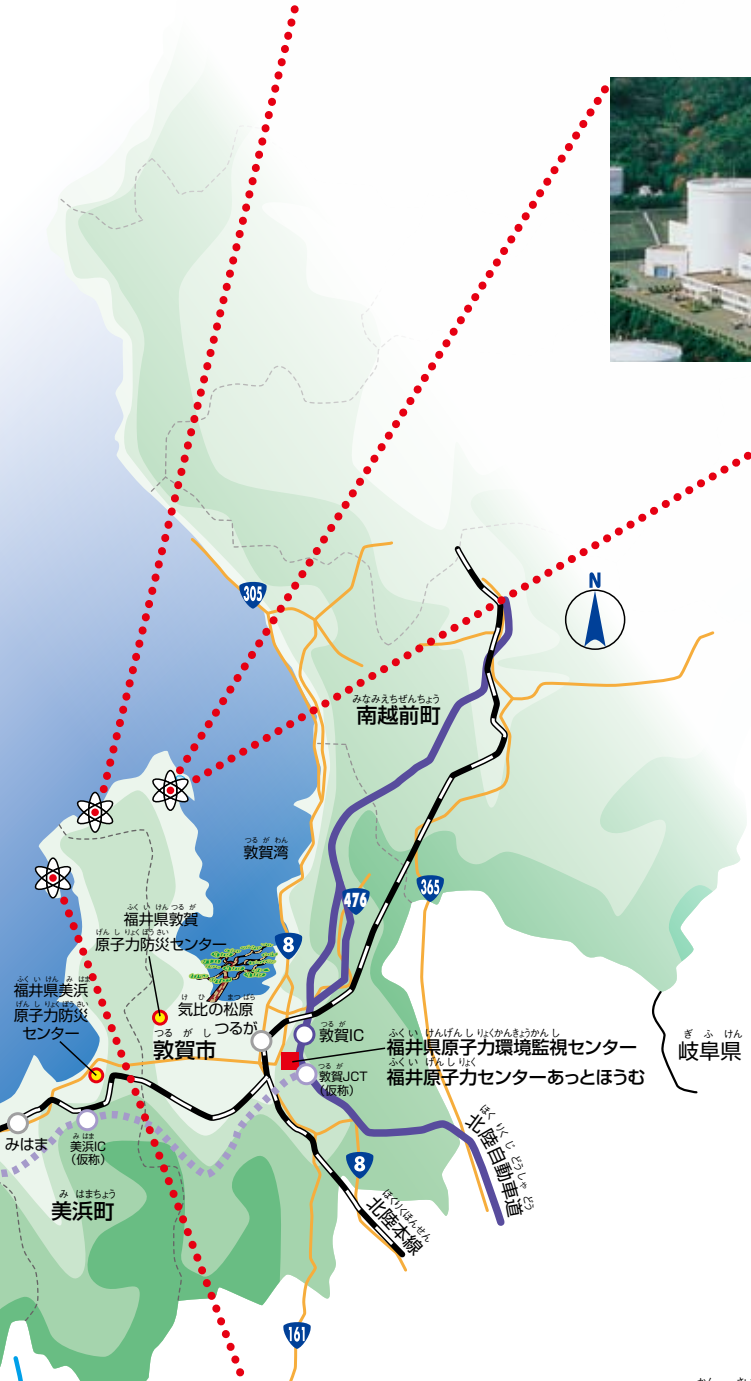 305
N
みなみえちぜんちょう
南越前町
つるがわん
敦賀湾
365
476
ふくいけんつるが
福井県敦賀
げんしりょくぼうさい
原子力防災センター
8
ふくいけんみはま
福井県美浜
げんしりょくぼうさい
原子力防災
センター
けひのまつばら
気比の松原
つるが
つるがし
敦賀市
つるが
敦賀IC
ふくいけんげんしりょくかんきょうかんし
福井県原子力環境監視センター
ふくいげんしりょく
福井原子力センターあっとほうむ
ぎふけん
岐阜県
敦賀JCT
(仮称)
みはま
みはま
美浜IC
(仮称)
ほくりくじどうしゃどう
北陸自動車道
8
みはまちょう
美浜町
ほくりくほんせん
北陸本線
161